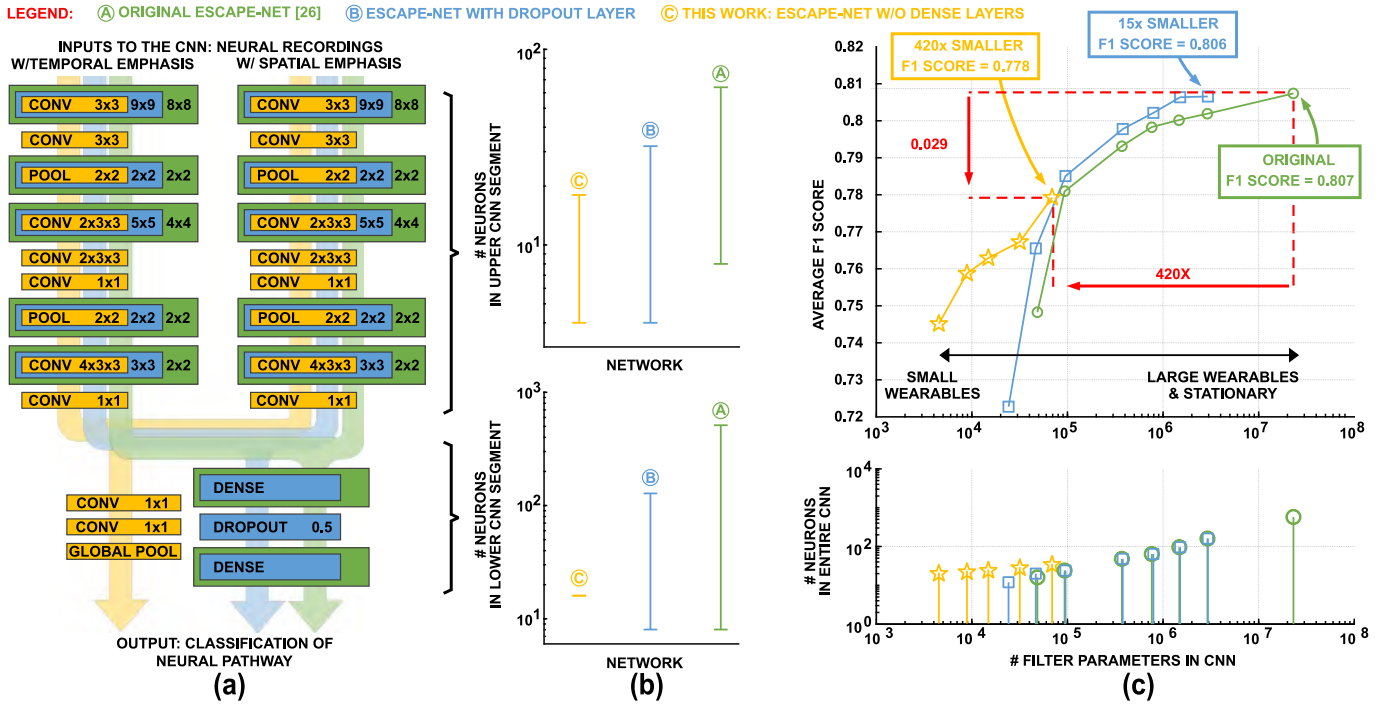 LEGEND: Ⓐ ORIGINAL ESCAPE-NET [26] Ⓑ ESCAPE-NET WITH DROPOUT LAYER Ⓒ THIS WORK: ESCAPE-NET W/O DENSE LAYERS
INPUTS TO THE CNN: NEURAL RECORDINGS
W/TEMPORAL EMPHASIS W/ SPATIAL EMPHASIS
CONV 3x3 9x9 8x8 CONV 3x3 9x9 8x8
CONV 3x3 CONV 3x3
POOL 2x2 2x2 2x2 POOL 2x2 2x2 2x2
CONV 2x3x3 5x5 4x4 CONV 2x3x3 5x5 4x4
CONV 2x3x3 CONV 2x3x3
CONV 1x1 CONV 1x1
POOL 2x2 2x2 2x2 POOL 2x2 2x2 2x2
CONV 4x3x3 3x3 2x2 CONV 4x3x3 3x3 2x2
CONV 1x1 CONV 1x1
DENSE
CONV 1x1
CONV 1x1
DROPOUT 0.5
GLOBAL POOL
DENSE
OUTPUT: CLASSIFICATION OF
NEURAL PATHWAY
(a)
# NEURONS
IN UPPER CNN SEGMENT
10²
10¹
Ⓒ
Ⓑ
Ⓐ
NETWORK
# NEURONS
IN LOWER CNN SEGMENT
10³
10²
10¹
Ⓒ
Ⓑ
Ⓐ
NETWORK
(b)
AVERAGE F1 SCORE
0.82
0.81
0.8
0.79
0.78
0.77
0.76
0.75
0.74
0.73
0.72
420x SMALLER
F1 SCORE = 0.778
15x SMALLER
F1 SCORE = 0.806
0.029
ORIGINAL
F1 SCORE = 0.807
420X
SMALL
WEARABLES
LARGE WEARABLES
& STATIONARY
10³ 10⁴ 10⁵ 10⁶ 10⁷ 10⁸
# NEURONS
IN ENTIRE CNN
10⁴
10²
10⁰
10³ 10⁴ 10⁵ 10⁶ 10⁷ 10⁸
# FILTER PARAMETERS IN CNN
(c)